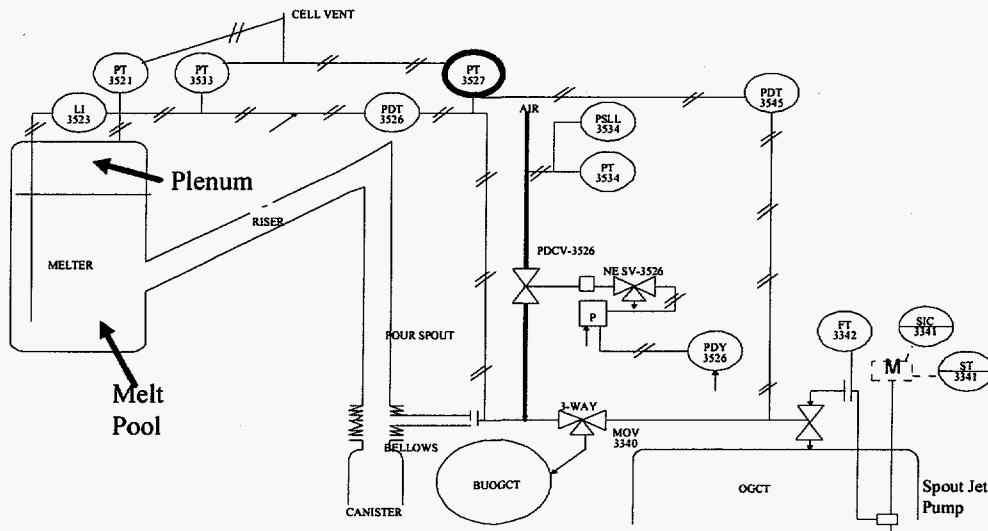 CELL VENT
PT
3521
PT
3533
PT
3527
PDT
3545
LI
3523
PDT
3526
AIR
PSLL
3534
PT
3534
Plenum
RISER
MELTER
PDCV-3526
NE SV-3526
P
FT
3342
SIC
3341
M
ST
3341
POUR SPOUT
PDY
3526
Melt
Pool
3-WAY
MOV
3340
BELLOWS
BUOGCT
OGCT
Spout Jet
Pump
CANISTER